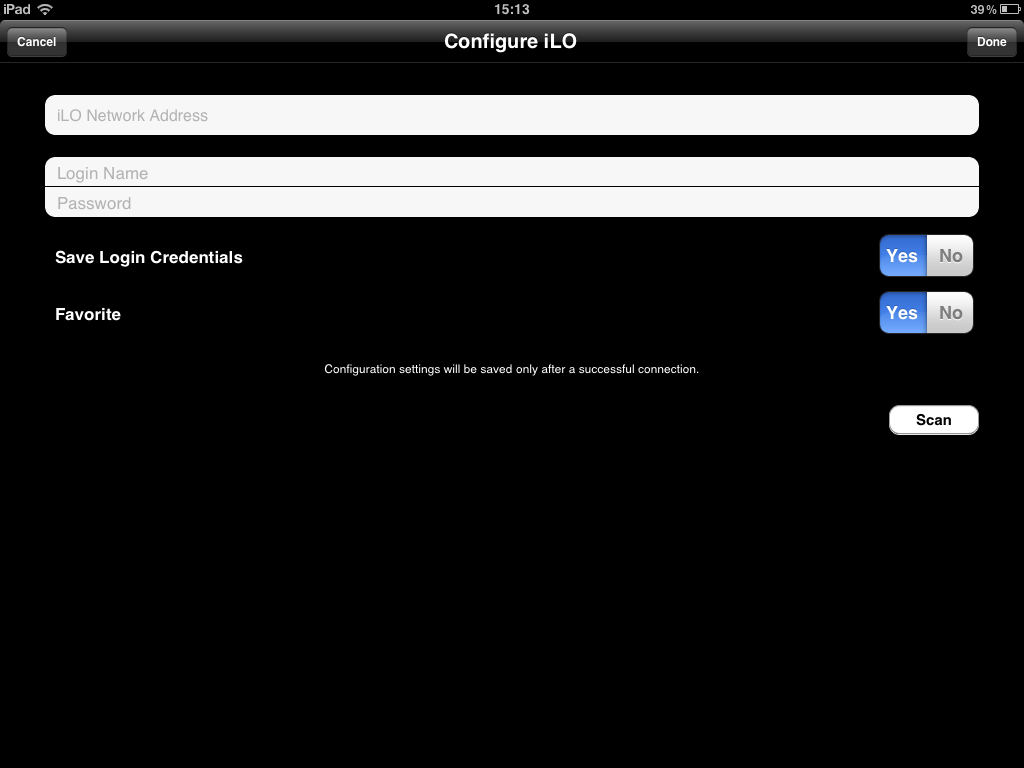 iPad 15:13 39%
Cancel Configure iLO Done
iLO Network Address
Login Name
Password
Save Login Credentials Yes No
Favorite Yes No
Configuration settings will be saved only after a successful connection.
Scan